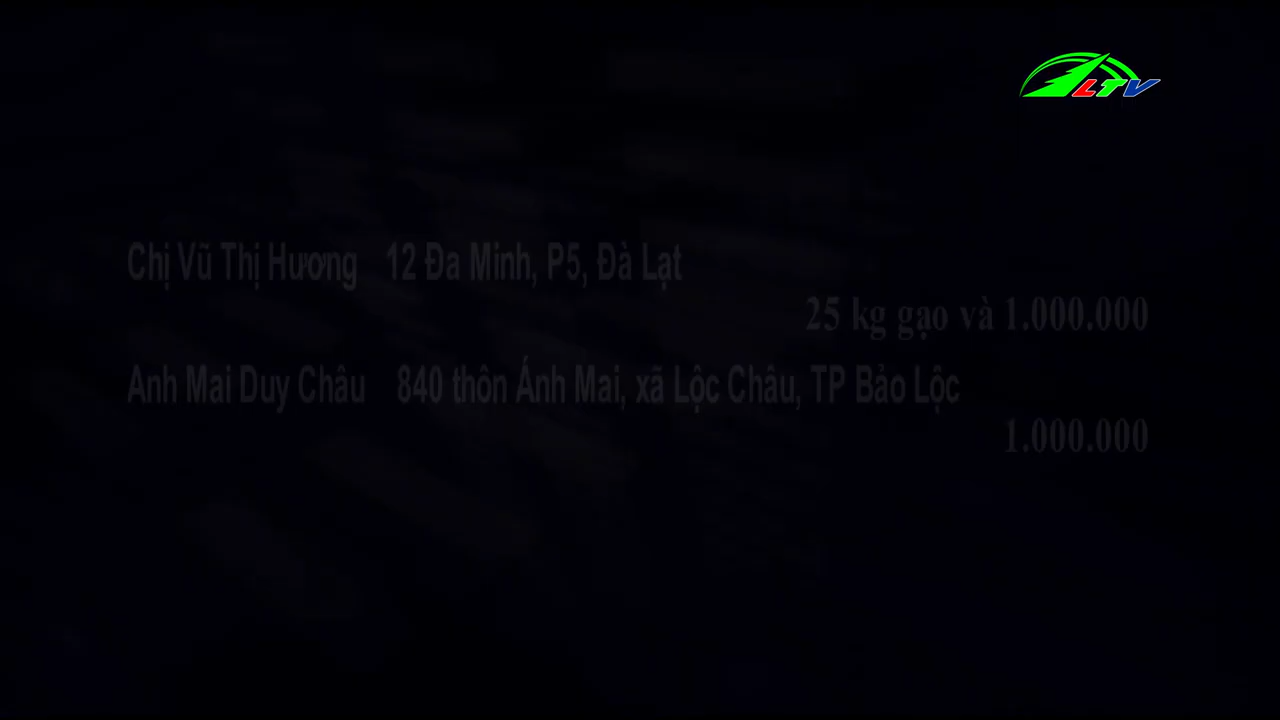 LTV
Chị Vũ Thị Hương 12 Đa Minh, P5, Đà Lạt
25 kg gạo và 1.000.000
Anh Mai Duy Châu 840 thôn Ánh Mai, xã Lộc Châu, TP Bảo Lộc
1.000.000